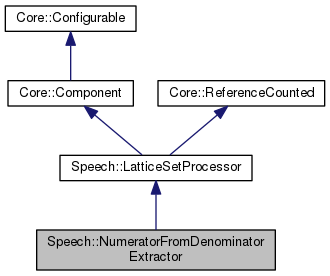 Core::Configurable
Core::Component
Core::ReferenceCounted
Speech::LatticeSetProcessor
Speech::NumeratorFromDenominator
Extractor